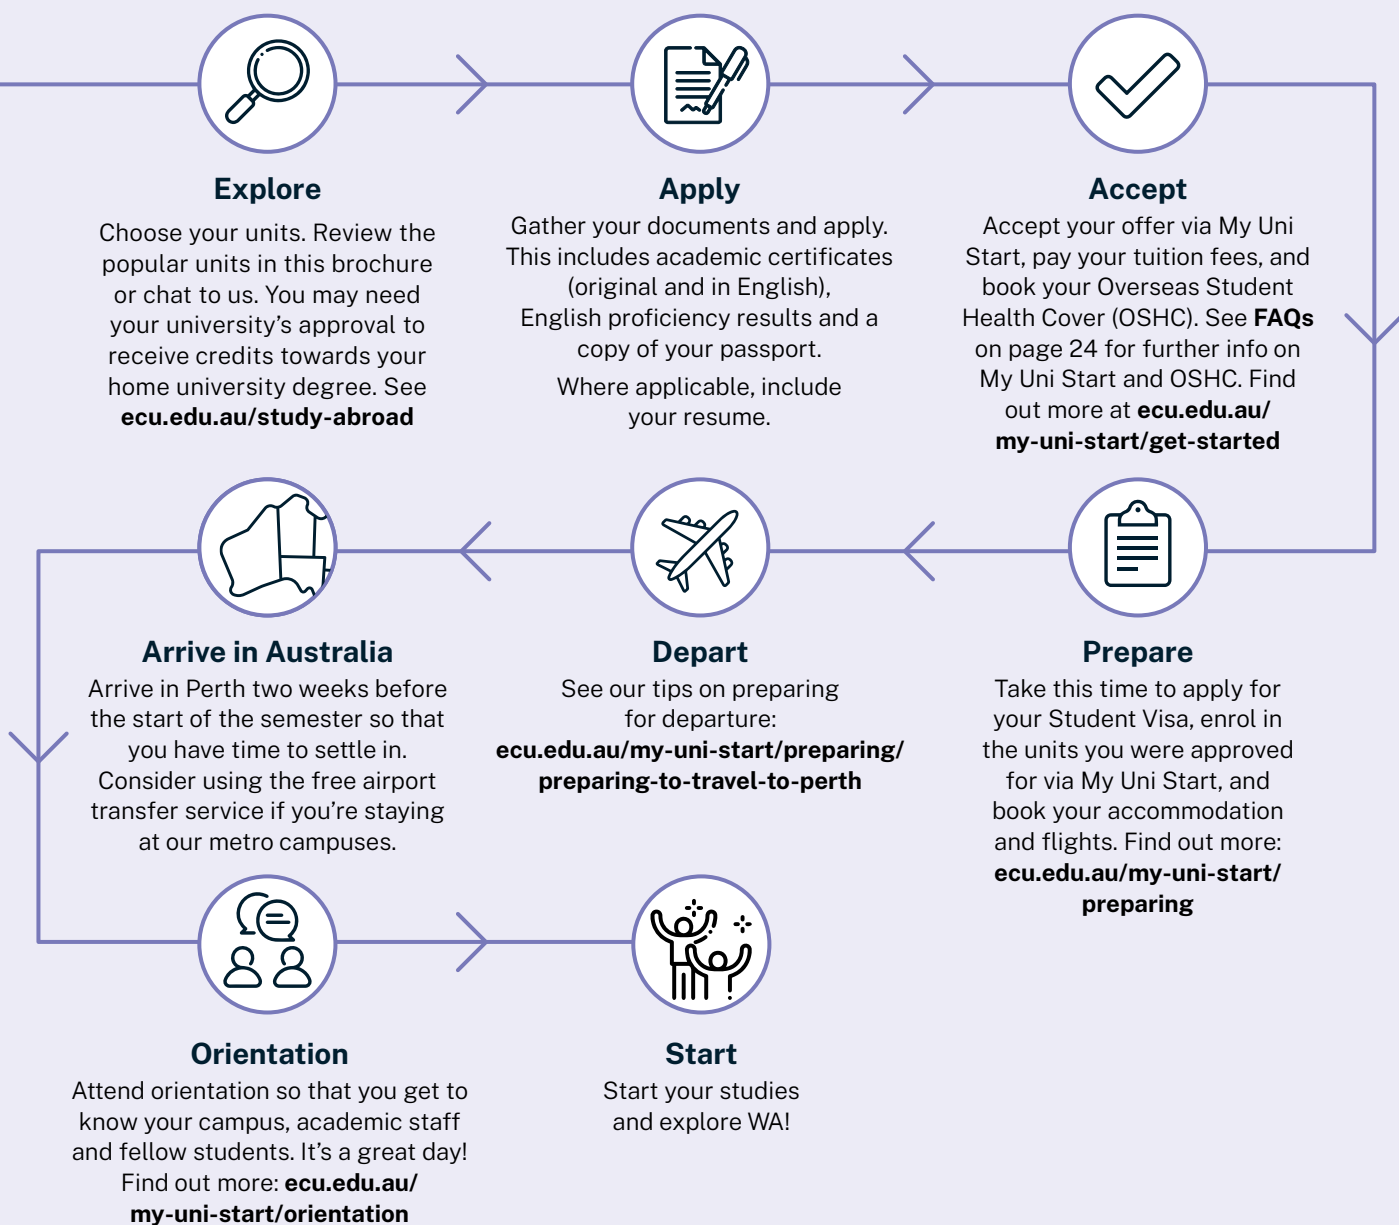 Explore
Choose your units. Review the
popular units in this brochure
or chat to us. You may need
your university’s approval to
receive credits towards your
home university degree. See
ecu.edu.au/study-abroad
Apply
Gather your documents and apply.
This includes academic certificates
(original and in English),
English proficiency results and a
copy of your passport.
Where applicable, include
your resume.
Accept
Accept your offer via My Uni
Start, pay your tuition fees, and
book your Overseas Student
Health Cover (OSHC). See FAQs
on page 24 for further info on
My Uni Start and OSHC. Find
out more at ecu.edu.au/
my-uni-start/get-started
Prepare
Take this time to apply for
your Student Visa, enrol in
the units you were approved
for via My Uni Start, and
book your accommodation
and flights. Find out more:
ecu.edu.au/my-uni-start/
preparing
Depart
See our tips on preparing
for departure:
ecu.edu.au/my-uni-start/preparing/
preparing-to-travel-to-perth
Arrive in Australia
Arrive in Perth two weeks before
the start of the semester so that
you have time to settle in.
Consider using the free airport
transfer service if you’re staying
at our metro campuses.
Orientation
Attend orientation so that you get to
know your campus, academic staff
and fellow students. It’s a great day!
Find out more: ecu.edu.au/
my-uni-start/orientation
Start
Start your studies
and explore WA!